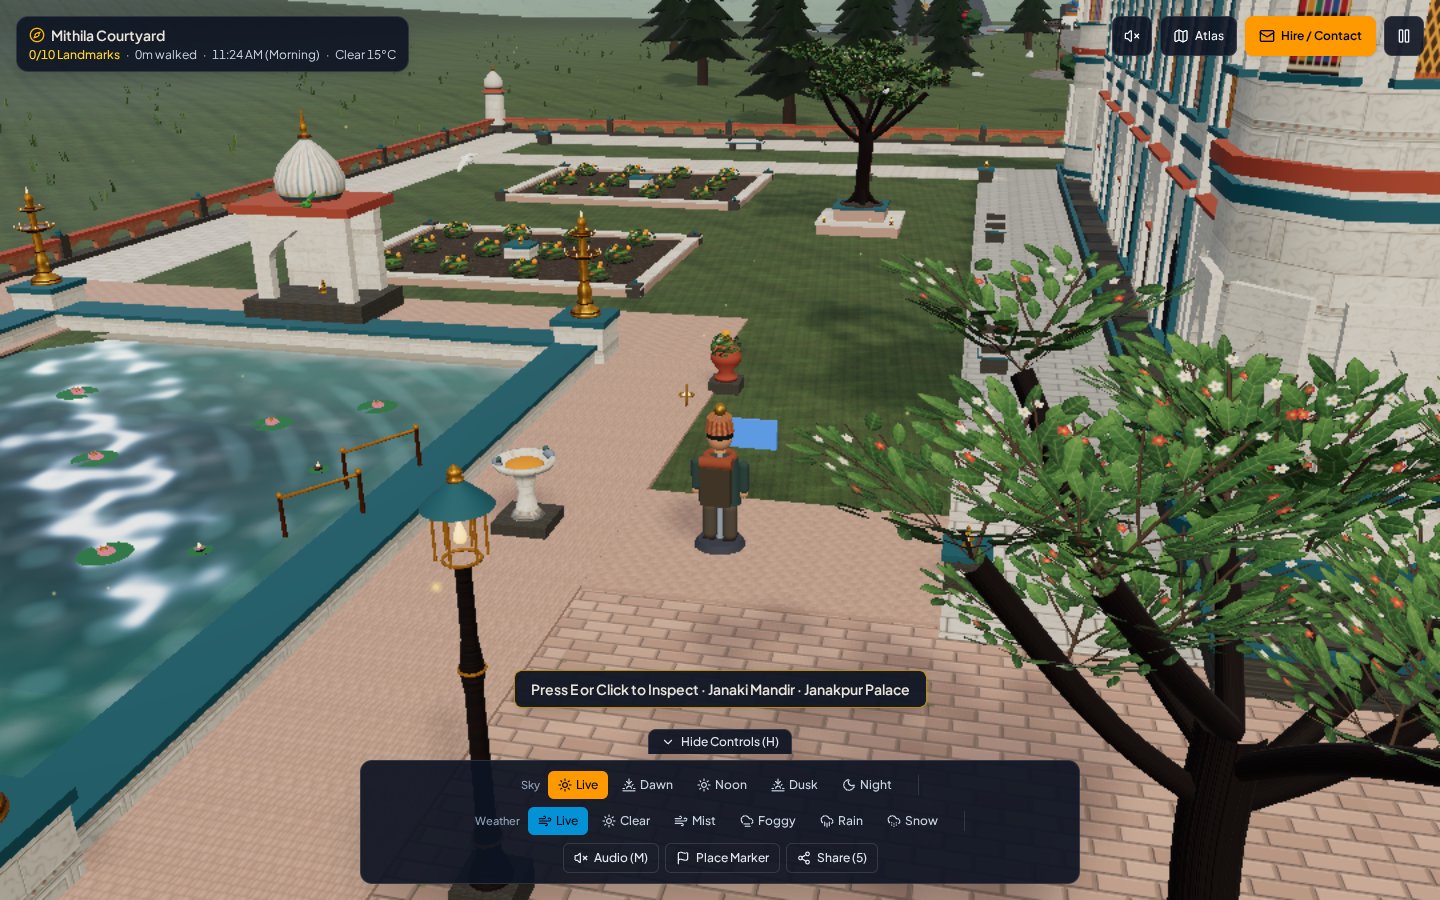 Mithila Courtyard
0/10 Landmarks · 0m walked · 11:24 AM (Morning) · Clear 15°C
Atlas
Hire / Contact
Press E or Click to Inspect · Janaki Mandir · Janakpur Palace
Hide Controls (H)
Sky Live Dawn Noon Dusk Night
Weather Live Clear Mist Foggy Rain Snow
Audio (M) Place Marker Share (5)